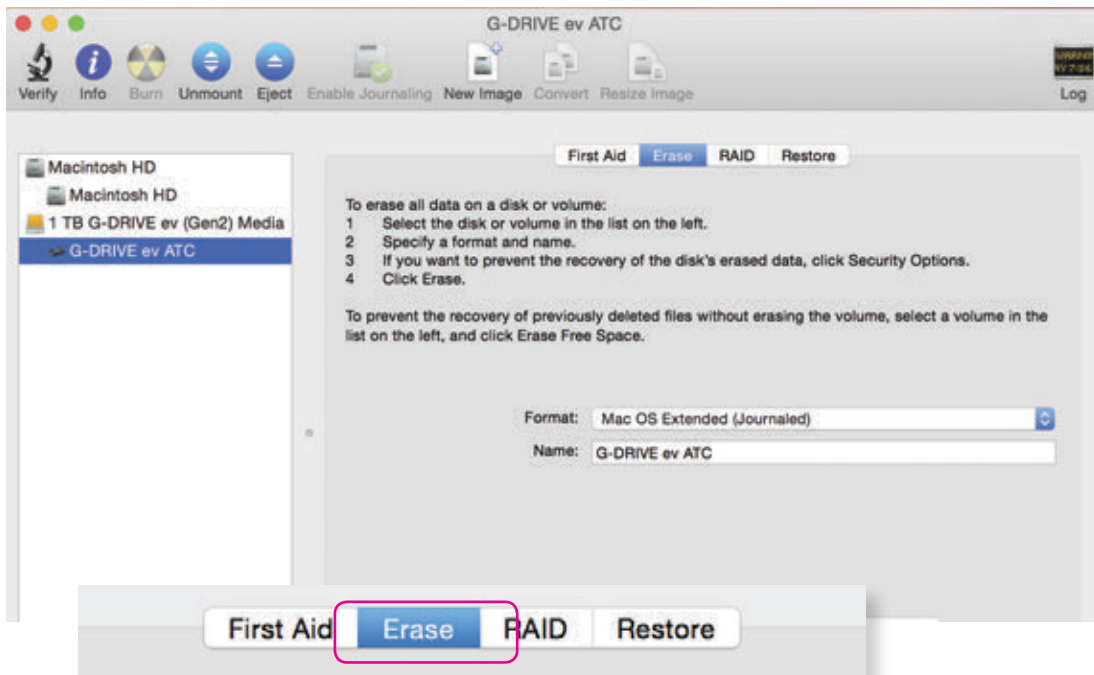 G-DRIVE ev ATC
Verify Info Burn Unmount Eject Enable Journaling New Image Convert Resize Image Log
First Aid Erase RAID Restore
Macintosh HD
Macintosh HD
1 TB G-DRIVE ev (Gen2) Media
G-DRIVE ev ATC
To erase all data on a disk or volume:
1 Select the disk or volume in the list on the left.
2 Specify a format and name.
3 If you want to prevent the recovery of the disk's erased data, click Security Options.
4 Click Erase.
To prevent the recovery of previously deleted files without erasing the volume, select a volume in the
list on the left, and click Erase Free Space.
Format: Mac OS Extended (Journaled)
Name: G-DRIVE ev ATC
First Aid Erase RAID Restore